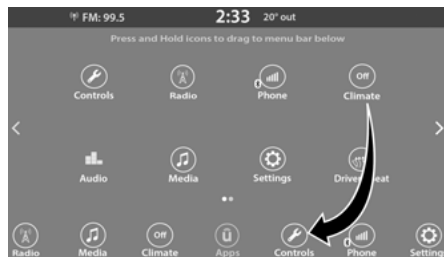 FM: 99.5 2:33 20° out
Press and Hold icons to drag to menu bar below
Off
Controls Radio Phone Climate
Audio Media Settings Driver Seat
Off ū
Radio Media Climate Apps Controls Phone Setting